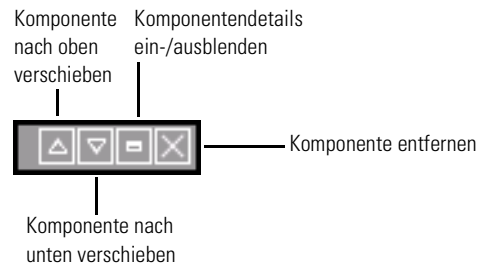 Komponente
nach oben
verschieben
Komponentendetails
ein-/ausblenden
Komponente entfernen
Komponente nach
unten verschieben